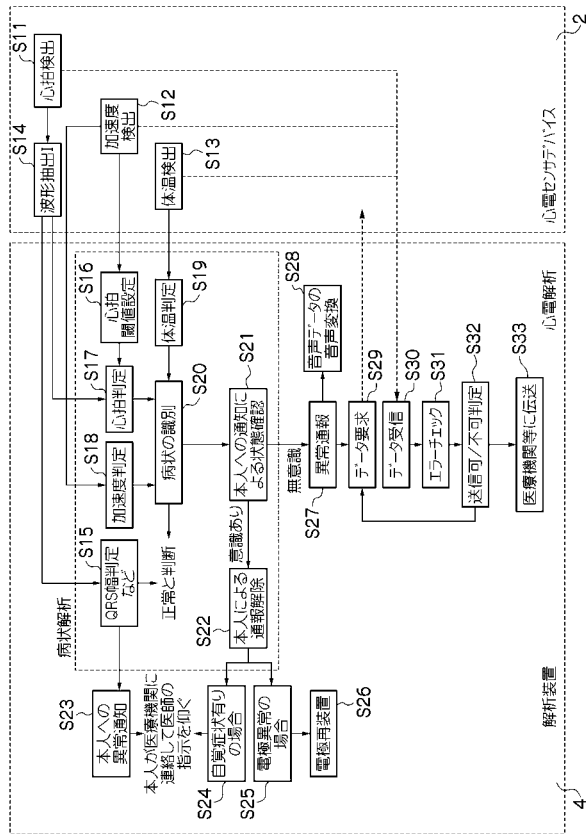 S11
心拍検出
S14
波形抽出Ⅰ
S12
加速度
検出
S13
体温検出
心電センサデバイス
2
病状解析
S15
QRS幅判定
など
S18
加速度判定
S17
心拍判定
S16
心拍
閾値設定
S19
体温判定
S20
病状の識別
正常と判断
S21
本人への通知に
よる状態確認
意識あり
無意識
S22
本人による
通報解除
S23
本人への
異常通知
本人が医療機関に
連絡して医師の
指示を仰ぐ
S24
自覚症状有り
の場合
S25
電極異常の
場合
S26
電極再装置
S27
異常通報
S28
音声データの
音声変換
S29
データ要求
S30
データ受信
S31
エラーチェック
S32
送信可/不可判定
S33
医療機関等に伝送
心電解析
解析装置
4